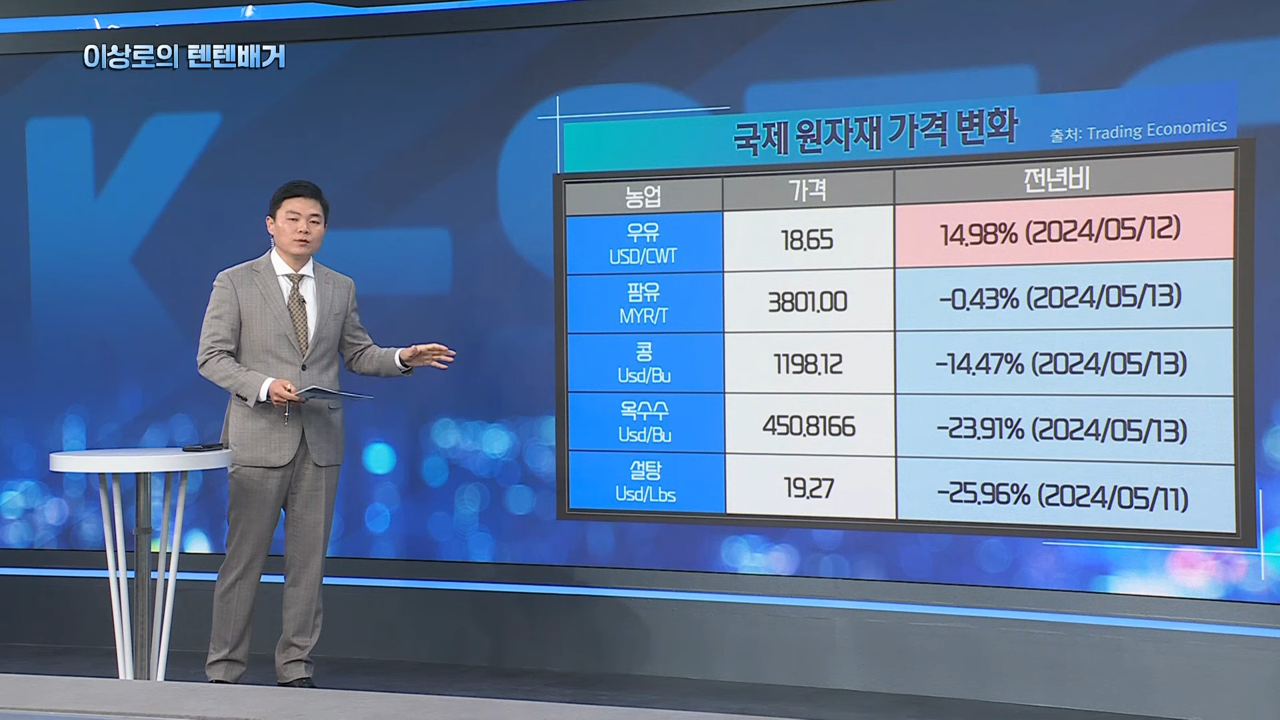 이상로의 텐텐배거
국제 원자재 가격 변화
출처: Trading Economics
농업 가격 전년비
우유
USD/CWT
18.65
14.98% (2024/05/12)
팜유
MYR/T
3801.00
-0.43% (2024/05/13)
콩
Usd/Bu
1198.12
-14.47% (2024/05/13)
옥수수
Usd/Bu
450.8166
-23.91% (2024/05/13)
설탕
Usd/Lbs
19.27
-25.96% (2024/05/11)